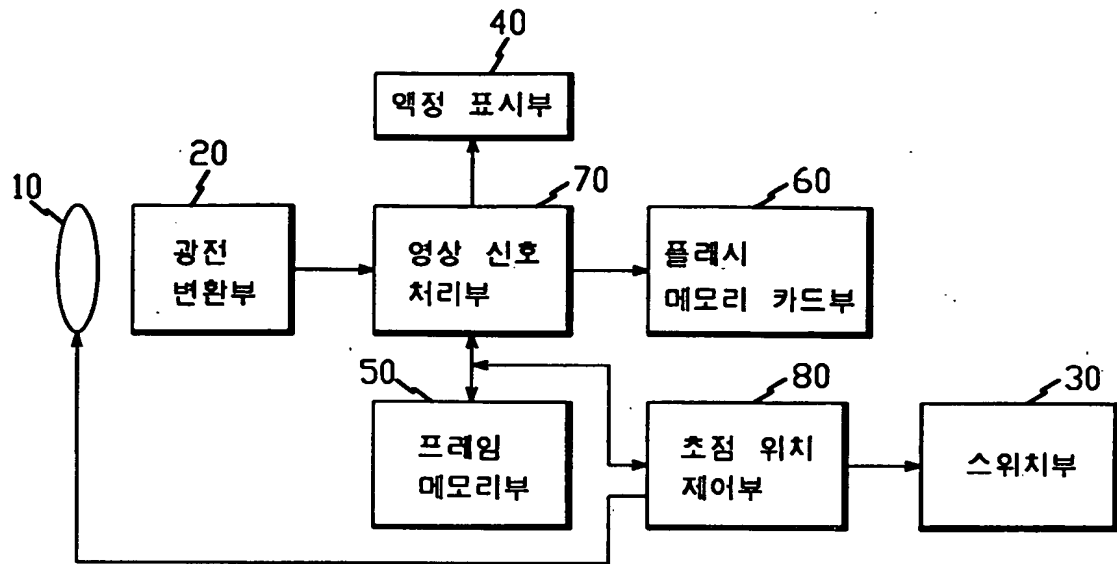 40
액정 표시부
20
10
70
60
광전
변환부
영상 신호
처리부
플래시
메모리 카드부
50
80
30
프레임
메모리부
초점 위치
제어부
스위치부